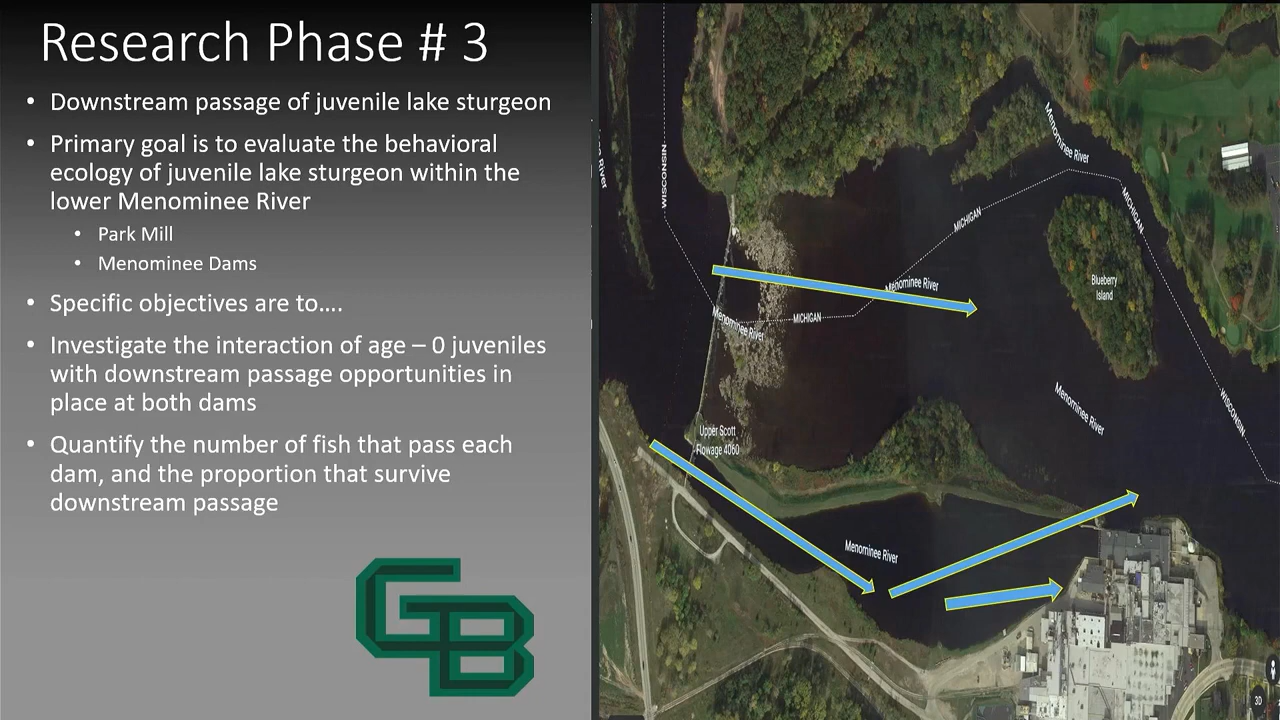 Research Phase # 3
• Downstream passage of juvenile lake sturgeon
• Primary goal is to evaluate the behavioral
ecology of juvenile lake sturgeon within the
lower Menominee River
• Park Mill
• Menominee Dams
• Specific objectives are to....
• Investigate the interaction of age – 0 juveniles
with downstream passage opportunities in
place at both dams
• Quantify the number of fish that pass each
dam, and the proportion that survive
downstream passage
GB
River
WISCONSIN
Menominee River
MICHIGAN
MICHIGAN
Blueberry
Island
Menominee River
Menominee River
MICHIGAN
Menominee River
WISCONSIN
Upper Scott
Flowage 4060
Menominee River
3D